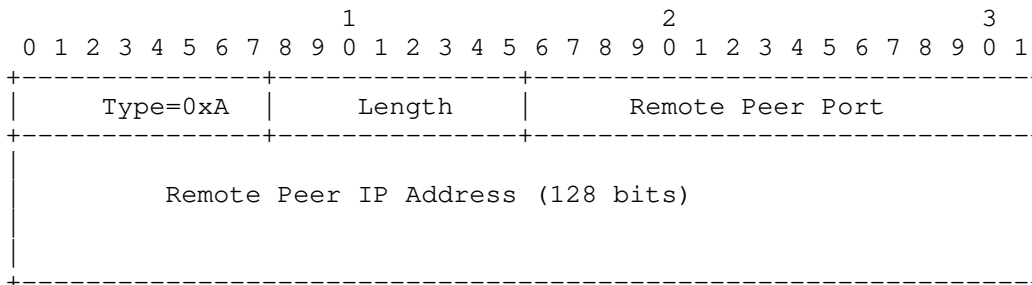 1                   2                   3
 0 1 2 3 4 5 6 7 8 9 0 1 2 3 4 5 6 7 8 9 0 1 2 3 4 5 6 7 8 9 0 1
+---------------+---------------+--------------------------------
|     Type=0xA  |     Length    |      Remote Peer Port
+---------------+---------------+--------------------------------
|
|         Remote Peer IP Address (128 bits)
|
|
+----------------------------------------------------------------